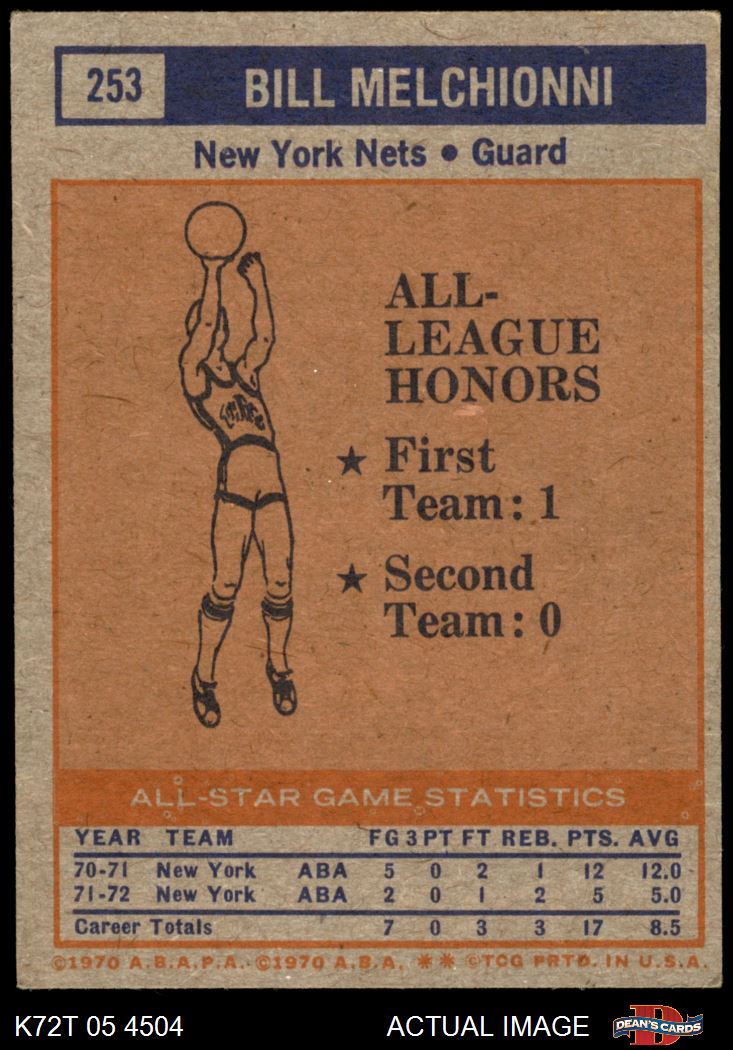 253 BILL MELCHIONNI
New York Nets • Guard
ALL-
LEAGUE
HONORS
★ First
Team: 1
★ Second
Team: 0
ALL-STAR GAME STATISTICS
YEAR TEAM FG 3PT FT REB. PTS. AVG
70-71 New York ABA 5 0 2 1 12 12.0
71-72 New York ABA 2 0 1 2 5 5.0
Career Totals 7 0 3 3 17 8.5
©1970 A.B.A.P.A. ©1970 A.B.A. ** ©TCG PRTD. IN U.S.A.
K72T 05 4504 ACTUAL IMAGE DEAN'S CARDS